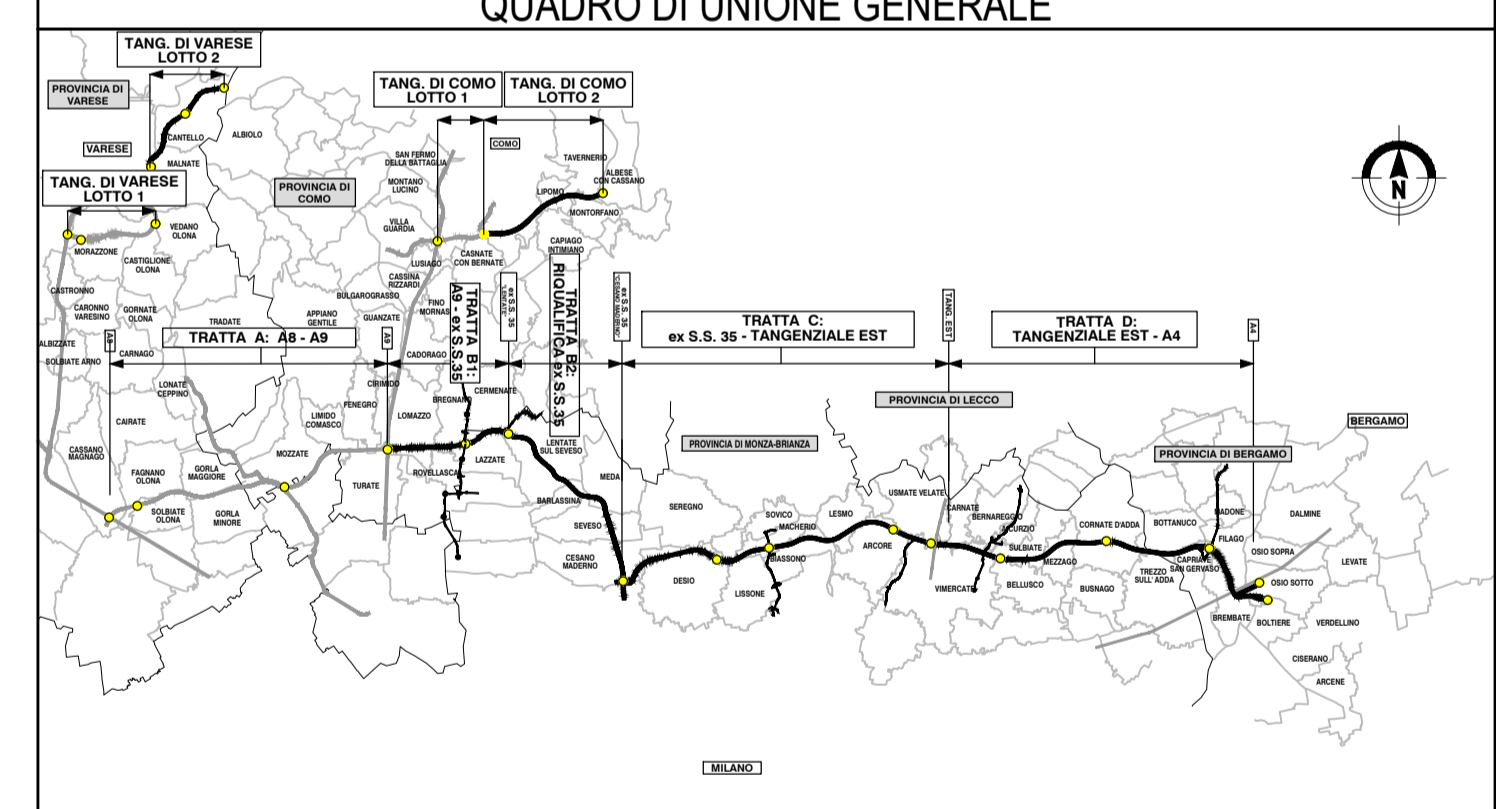 QUADRO DI UNIONE GENERALE
TANG. DI VARESE
LOTTO 2
PROVINCIA DI
VARESE
CANTELLO
ALBIOLO
VARESE
MALNATE
TANG. DI VARESE
LOTTO 1
VEDANO
OLONA
MORAZZONE
CASTIGLIONE
OLONA
PROVINCIA DI
COMO
TANG. DI COMO
LOTTO 1
TANG. DI COMO
LOTTO 2
COMO
SAN FERMO
DELLA BATTAGLIA
MONTANO
LUCINO
VILLA
GUARDIA
TAVERNERIO
ALBESE
CON CASSANO
LIPOMO
MONTORFANO
CAPIAGO
INTIMIANO
LUSIAGO
CASNATE
CON BERNATE
CASSINA
RIZZARDI
BULGAROGRASSO
FINO
MORNAS
GUANZATE
APPIANO
GENTILE
CASTRONNO
CARONNO
VARESINO
GORNATE
OLONA
TRADATE
ALBIZZATE
SOLBIATE ARNO
CARNAGO
A8
TRATTA A: A8 - A9
A9
CADORAGO
CIRIMIDO
TRATTA B1:
A9 - ex S.S.35
ex S.S. 35
"LENTATE"
TRATTA B2:
RIQUALIFICA ex S.S.35
ex S.S. 35
"CESANO MADERNO"
TRATTA C:
ex S.S. 35 - TANGENZIALE EST
TANG. EST
TRATTA D:
TANGENZIALE EST - A4
A4
N
LONATE
CEPPINO
CAIRATE
CASSANO
MAGNAGO
FAGNANO
OLONA
GORLA
MAGGIORE
SOLBIATE
OLONA
GORLA
MINORE
MOZZATE
LIMIDO
COMASCO
FENEGRO
LOMAZZO
BREGNANO
CERMENATE
TURATE
ROVELLASCA
LAZZATE
LENTATE
SUL SEVESO
MEDA
BARLASSINA
SEVESO
CESANO
MADERNO
PROVINCIA DI MONZA-BRIANZA
PROVINCIA DI LECCO
BERGAMO
PROVINCIA DI BERGAMO
SEREGNO
DESIO
SOVICO
MACHERIO
BIASSONO
LISSONE
LESMO
ARCORE
USMATE VELATE
CARNATE
BERNAREGGIO
VIMERCATE
SULBIATE
MEZZAGO
BELLUSCO
CORNATE D'ADDA
BUSNAGO
BOTTANUCO
TREZZO
SULL' ADDA
CAPRIATE
SAN GERVASO
MADONE
FILAGO
DALMINE
OSIO SOPRA
LEVATE
OSIO SOTTO
BREMBATE
BOLTIERE
VERDELLINO
CISERANO
ARCENE
MILANO